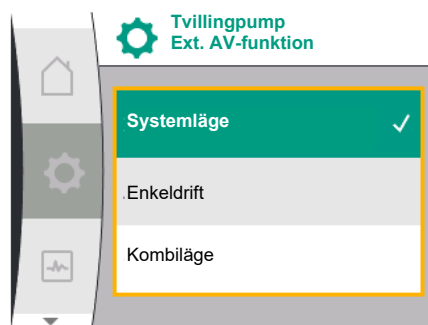 Tvillingpump
Ext. AV-funktion
Systemläge
Enkeldrift
Kombiläge